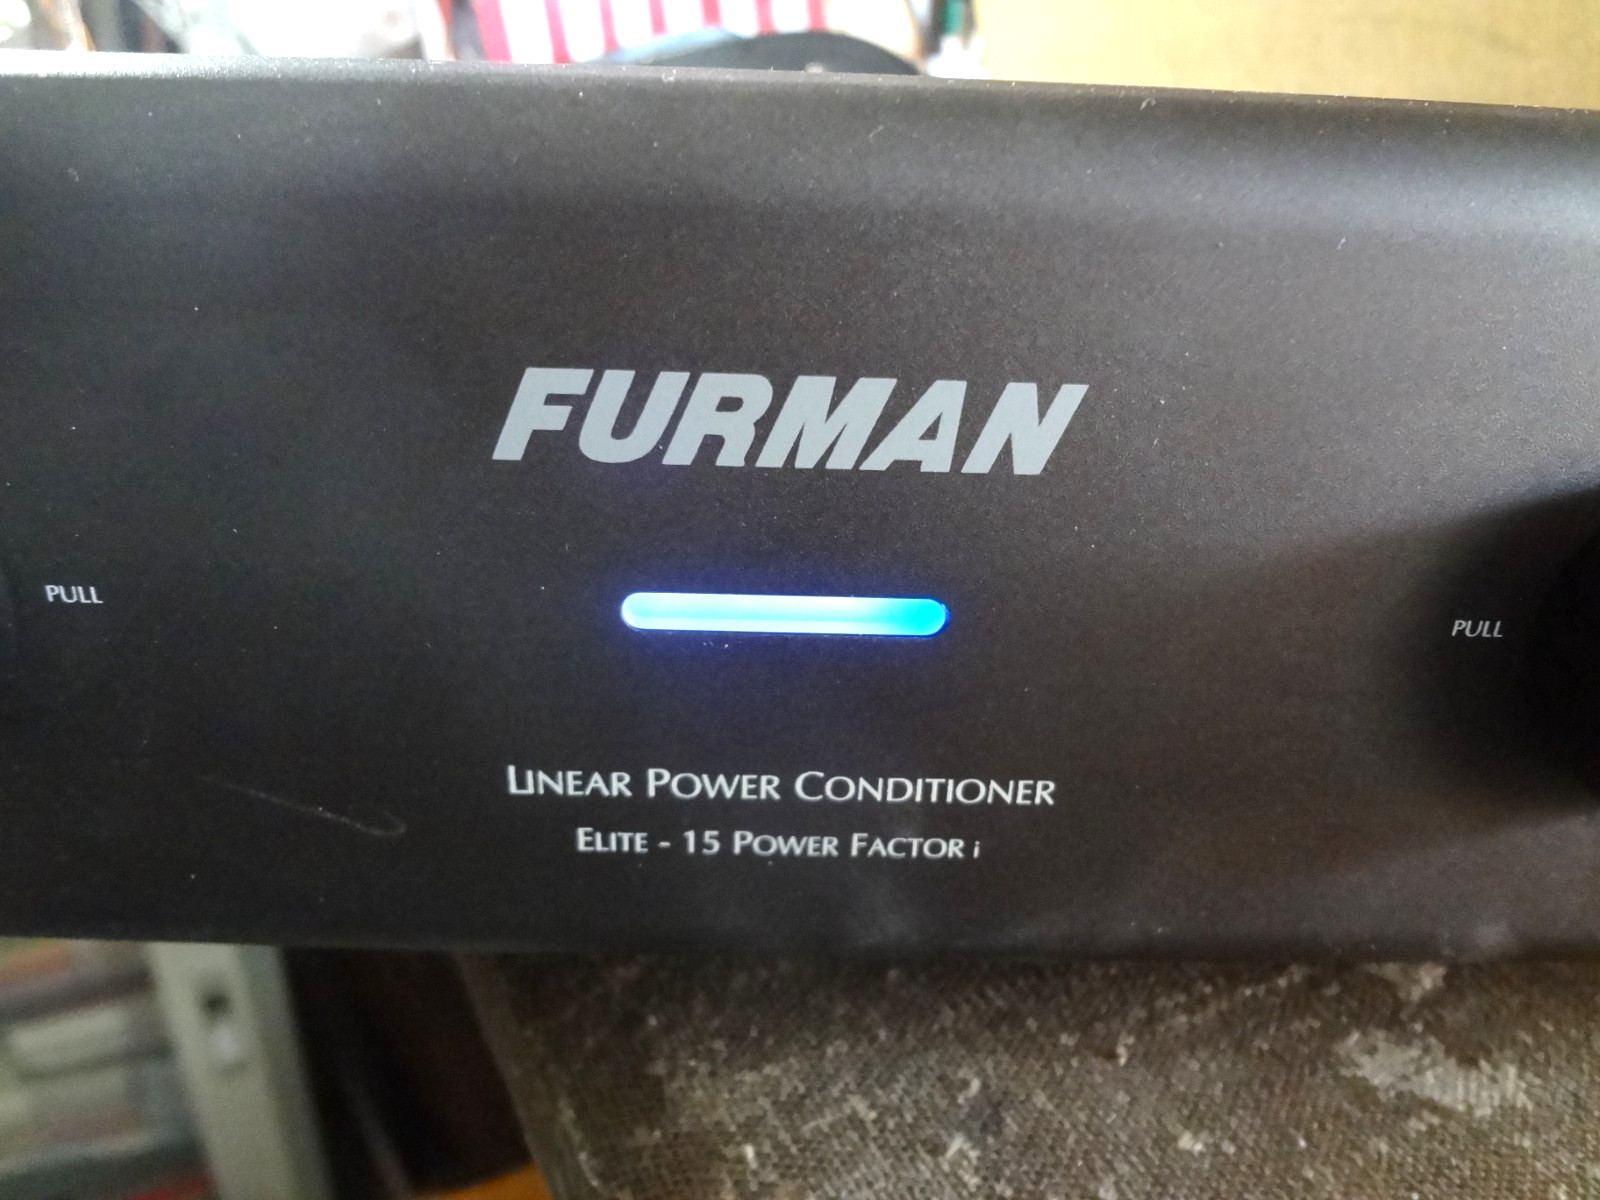 FURMAN
PULL
PULL
LINEAR POWER CONDITIONER
ELITE - 15 POWER FACTOR i